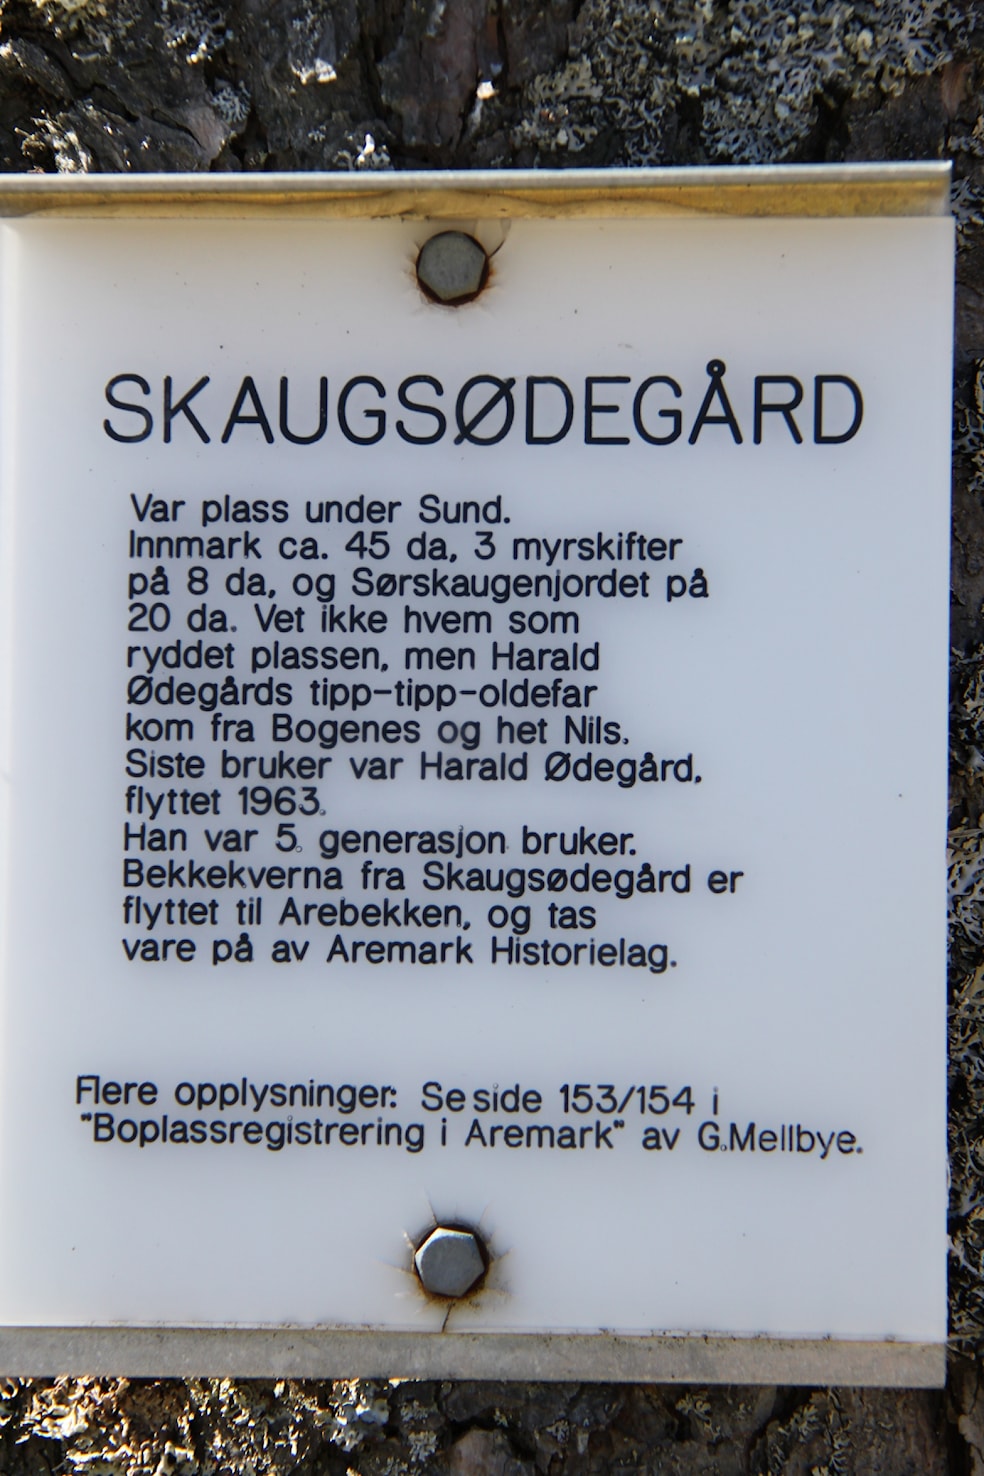 SKAUGSØDEGÅRD
Var plass under Sund.
Innmark ca. 45 da, 3 myrskifter
på 8 da, og Sørskaugenjordet på
20 da. Vet ikke hvem som
ryddet plassen, men Harald
Ødegårds tipp-tipp-oldefar
kom fra Bogenes og het Nils.
Siste bruker var Harald Ødegård,
flyttet 1963.
Han var 5. generasjon bruker.
Bekkekverna fra Skaugsødegård er
flyttet til Arebekken, og tas
vare på av Aremark Historielag.
Flere opplysninger: Se side 153/154 i
"Boplassregistrering i Aremark" av G.Mellbye.